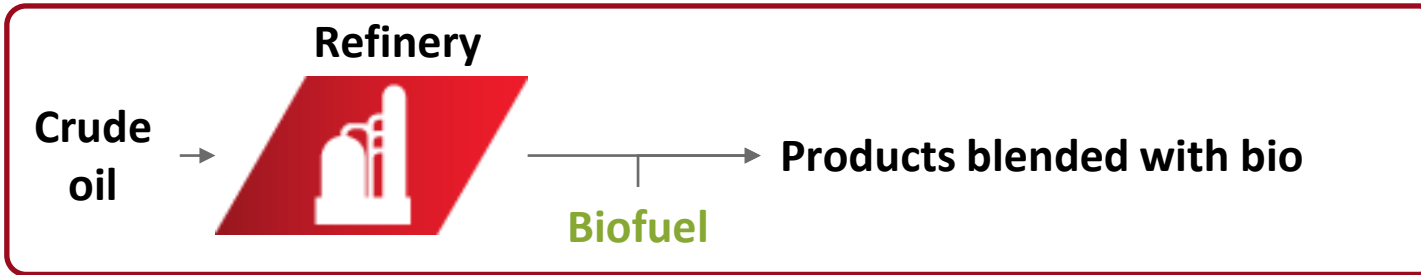 Refinery
Crude
oil
Products blended with bio
Biofuel